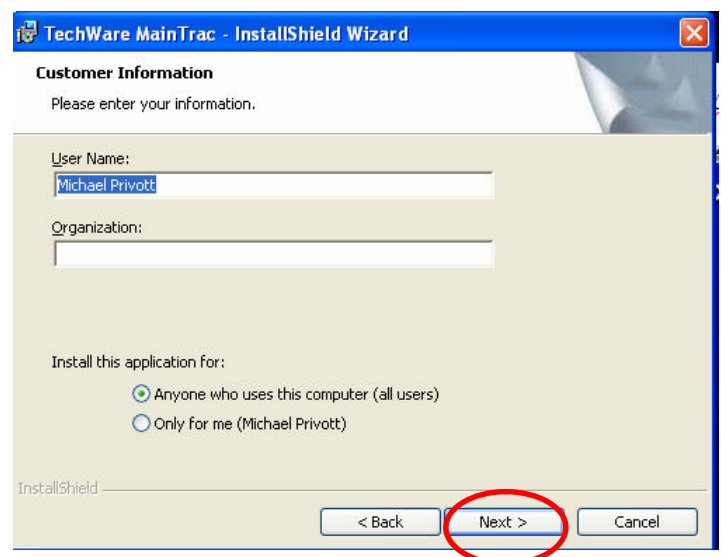 TechWare MainTrac - InstallShield Wizard
Customer Information
Please enter your information.
User Name:
Michael Privott
Organization:
Install this application for:
Anyone who uses this computer (all users)
Only for me (Michael Privott)
InstallShield
< Back Next > Cancel